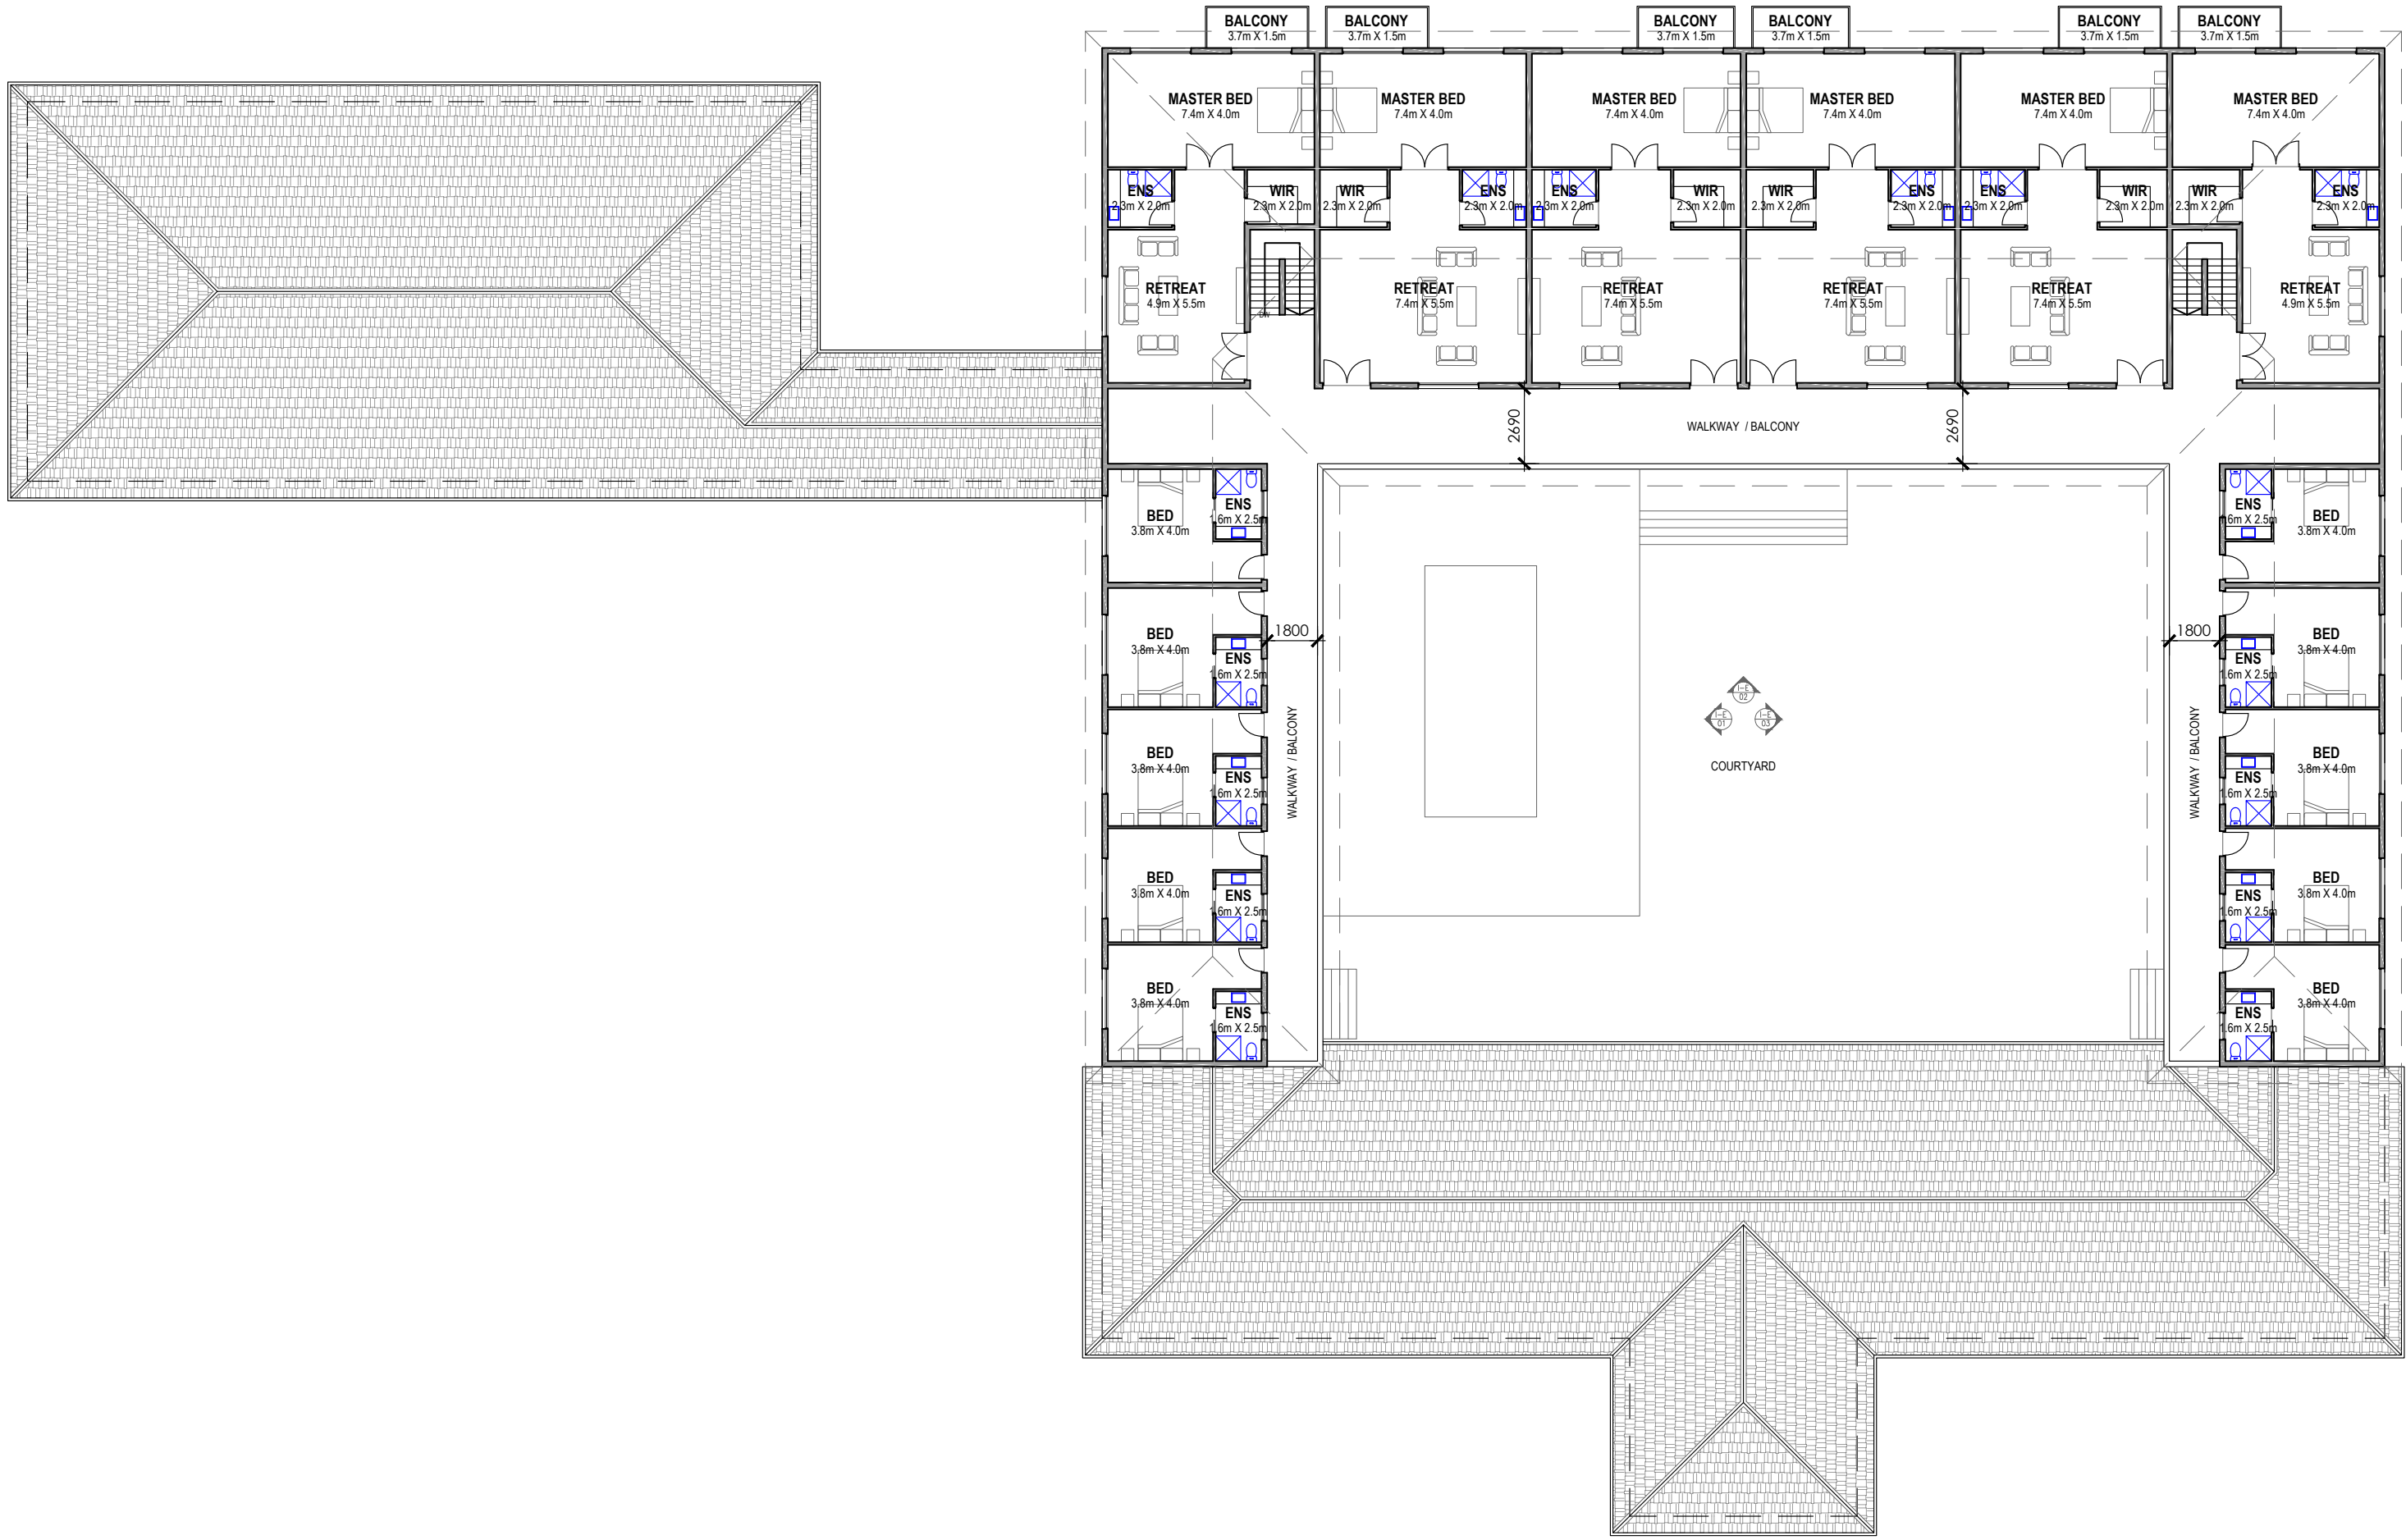 BALCONY
3.7m X 1.5m
BALCONY
3.7m X 1.5m
BALCONY
3.7m X 1.5m
BALCONY
3.7m X 1.5m
BALCONY
3.7m X 1.5m
BALCONY
3.7m X 1.5m
MASTER BED
7.4m X 4.0m
MASTER BED
7.4m X 4.0m
MASTER BED
7.4m X 4.0m
MASTER BED
7.4m X 4.0m
MASTER BED
7.4m X 4.0m
MASTER BED
7.4m X 4.0m
ENS
2.3m X 2.0m
WIR
2.3m X 2.0m
WIR
2.3m X 2.0m
ENS
2.3m X 2.0m
ENS
2.3m X 2.0m
WIR
2.3m X 2.0m
WIR
2.3m X 2.0m
ENS
2.3m X 2.0m
ENS
2.3m X 2.0m
WIR
2.3m X 2.0m
WIR
2.3m X 2.0m
ENS
2.3m X 2.0m
RETREAT
4.9m X 5.5m
DW
RETREAT
7.4m X 5.5m
RETREAT
7.4m X 5.5m
RETREAT
7.4m X 5.5m
RETREAT
7.4m X 5.5m
RETREAT
4.9m X 5.5m
2690
WALKWAY / BALCONY
2690
BED
3.8m X 4.0m
ENS
1.6m X 2.5m
ENS
1.6m X 2.5m
BED
3.8m X 4.0m
BED
3.8m X 4.0m
ENS
1.6m X 2.5m
1800
1800
ENS
1.6m X 2.5m
BED
3.8m X 4.0m
BED
3.8m X 4.0m
ENS
1.6m X 2.5m
WALKWAY / BALCONY
I-E
02
I-E
01
I-E
03
COURTYARD
WALKWAY / BALCONY
ENS
1.6m X 2.5m
BED
3.8m X 4.0m
BED
3.8m X 4.0m
ENS
1.6m X 2.5m
ENS
1.6m X 2.5m
BED
3.8m X 4.0m
BED
3.8m X 4.0m
ENS
1.6m X 2.5m
ENS
1.6m X 2.5m
BED
3.8m X 4.0m